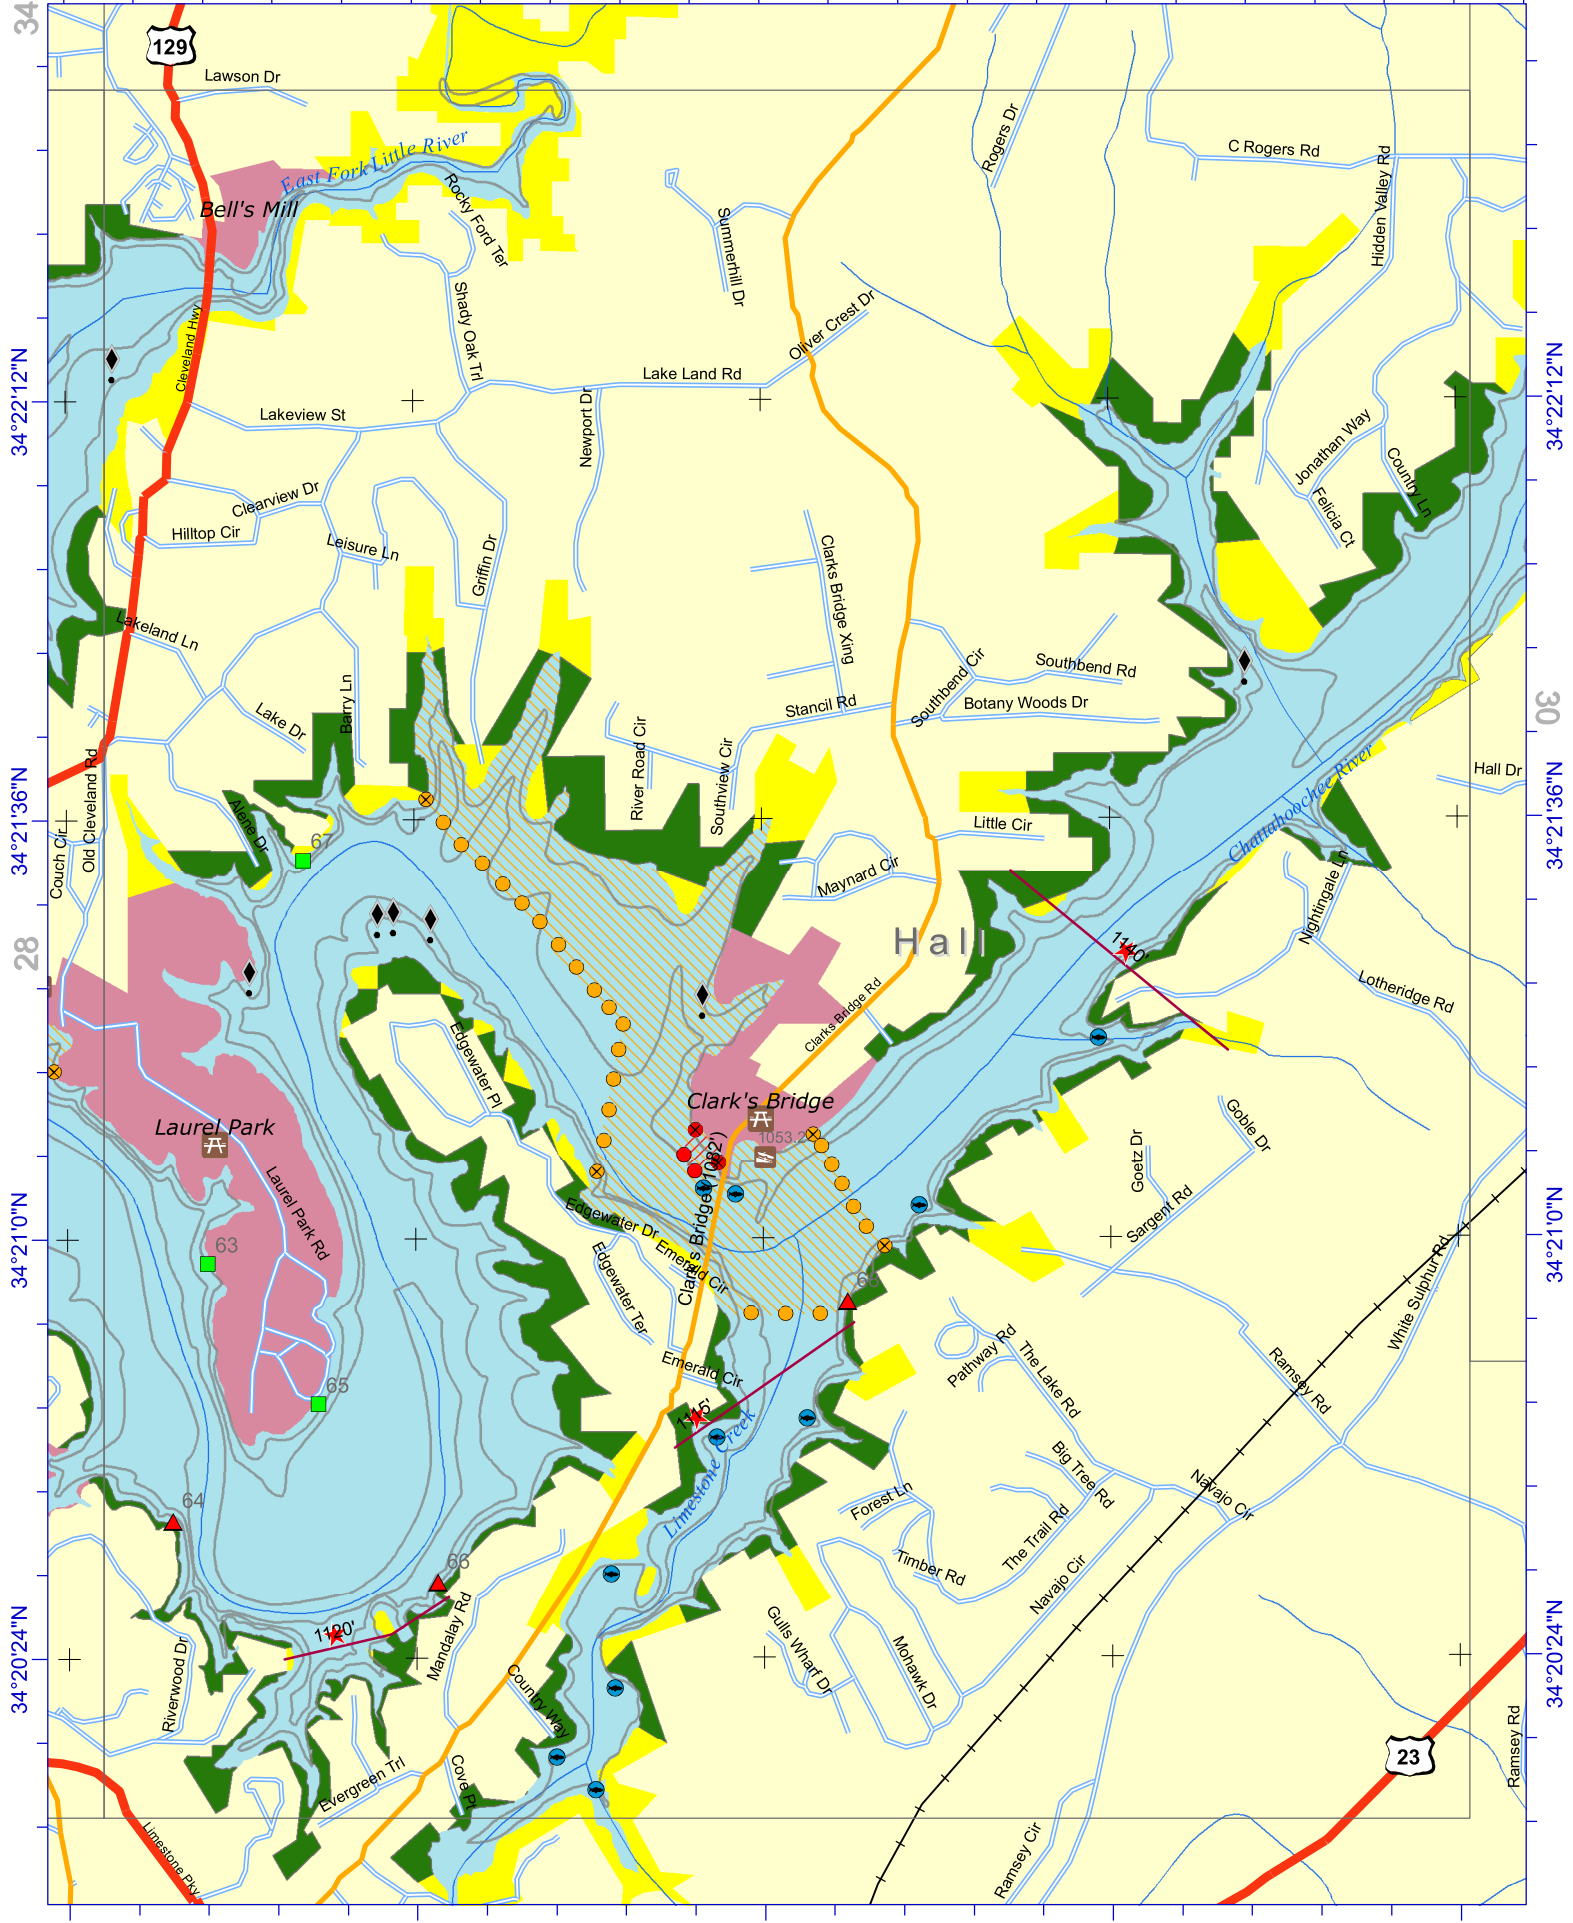 34
129
Lawson Dr
Rogers Dr
C Rogers Rd
Hidden Valley Rd
East Fork Little River
Rocky Ford Ter
Bell's Mill
Summerhill Dr
Shady Oak Trl
Oliver Crest Dr
Cleveland Hwy
34°22'12"N
34°22'12"N
Lake Land Rd
Lakeview St
Newport Dr
Jonathan Way
Country Ln
Felicia Ct
Clearview Dr
Hilltop Cir
Leisure Ln
Griffin Dr
Clarks Bridge Xing
Lakeland Ln
Southbend Cir
Southbend Rd
Botany Woods Dr
Stancil Rd
Barry Ln
Lake Dr
River Road Cir
Southview Cir
30
Old Cleveland Rd
Chattahoochee River
Hall Dr
34°21'36"N
34°21'36"N
Alene Dr
Couch Cir
67
Little Cir
Maynard Cir
Nightingale Ln
28
Hall
1140'
Lotheridge Rd
Clarks Bridge Rd
Edgewater Pl
Clark's Bridge
Laurel Park
1053.2
Goble Dr
Goetz Dr
Laurel Park Rd
Sargent Rd
Clarks Bridge (1082')
Edgewater Dr
Emerald Cir
Edgewater Ter
63
34°21'0"N
34°21'0"N
White Sulphur Rd
68
Pathway Rd
The Lake Rd
Ramsey Rd
Emerald Cir
65
1115'
Limestone Creek
Big Tree Rd
Navajo Cir
64
Forest Ln
The Trail Rd
Timber Rd
Navajo Cir
66
1120'
Mandalay Rd
Riverwood Dr
Gulls Wharf Dr
Mohawk Dr
34°20'24"N
34°20'24"N
Country Way
23
Ramsey Rd
Evergreen Trl
Cove Pt
Limestone Pky
Ramsey Cir